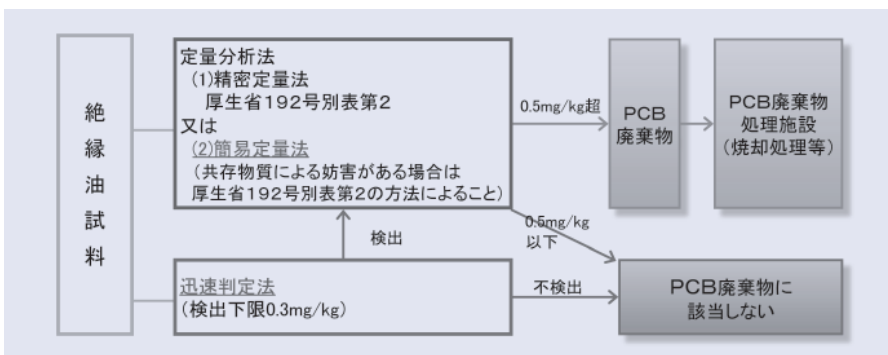 絶縁油試料
定量分析法
(1)精密定量法
厚生省192号別表第2
又は
(2)簡易定量法
(共存物質による妨害がある場合は
厚生省192号別表第2の方法によること)
0.5mg/kg超
PCB
廃棄物
PCB廃棄物
処理施設
(焼却処理等)
検出
0.5mg/kg
以下
迅速判定法
(検出下限0.3mg/kg)
不検出
PCB廃棄物に
該当しない